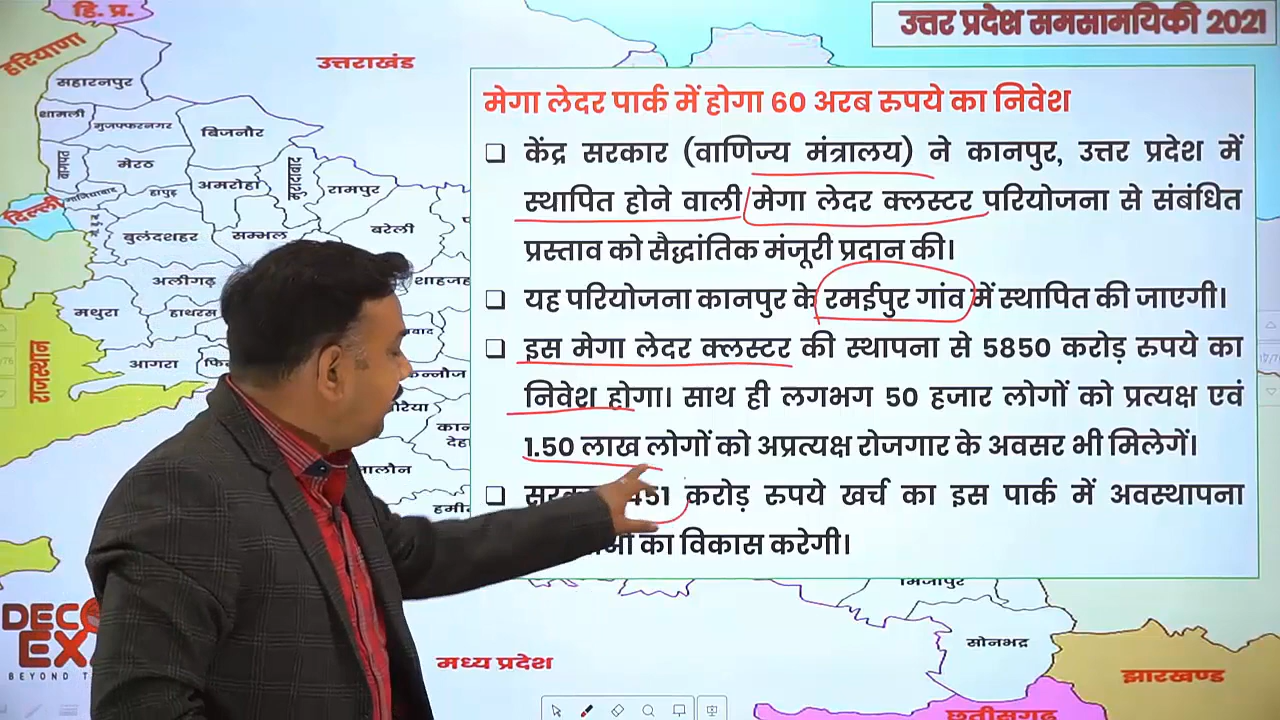 हि. प्र.
उत्तर प्रदेश समसामयिकी 2021
हरियाणा
उत्तराखंड
सहारनपुर
शामली
मुजफ्फरनगर
बिजनौर
बागपत
मेरठ
मुरादाबाद
अमरोहा
रामपुर
हापुड़
गाजियाबाद
दिल्ली
बुलंदशहर
सम्भल
बरेली
अलीगढ़
मथुरा
हाथरस
आगरा
राजस्थान
मेगा लेदर पार्क में होगा 60 अरब रुपये का निवेश
❑ केंद्र सरकार (वाणिज्य मंत्रालय) ने कानपुर, उत्तर प्रदेश में
स्थापित होने वाली मेगा लेदर क्लस्टर परियोजना से संबंधित
प्रस्ताव को सैद्धांतिक मंजूरी प्रदान की।
❑ यह परियोजना कानपुर के रमईपुर गांव में स्थापित की जाएगी।
❑ इस मेगा लेदर क्लस्टर की स्थापना से 5850 करोड़ रुपये का
निवेश होगा। साथ ही लगभग 50 हजार लोगों को प्रत्यक्ष एवं
1.50 लाख लोगों को अप्रत्यक्ष रोजगार के अवसर भी मिलेगें।
❑ 451 करोड़ रुपये खर्च का इस पार्क में अवस्थापना
का विकास करेगी।
सोनभद्र
मध्य प्रदेश
झारखण्ड
छत्तीसगढ़
DEC
EX
BEYOND